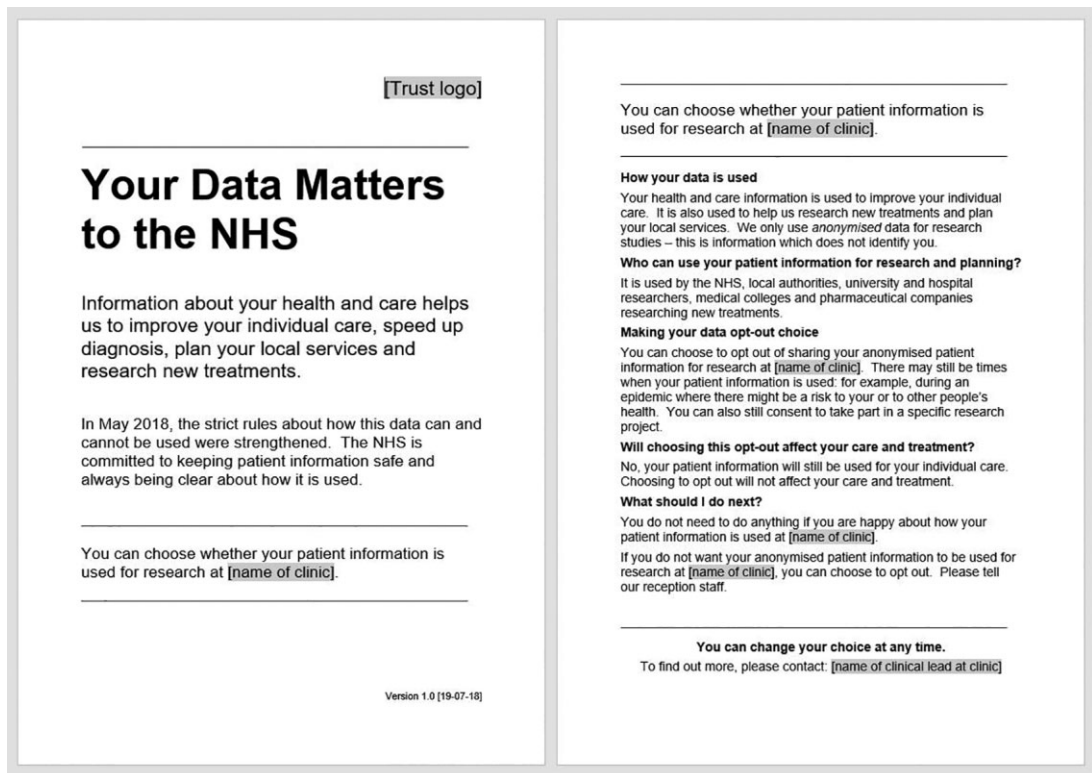 [Trust logo]
Your Data Matters
to the NHS
Information about your health and care helps
us to improve your individual care, speed up
diagnosis, plan your local services and
research new treatments.
In May 2018, the strict rules about how this data can and
cannot be used were strengthened.  The NHS is
committed to keeping patient information safe and
always being clear about how it is used.
You can choose whether your patient information is
used for research at [name of clinic].
Version 1.0 [19-07-18]
You can choose whether your patient information is
used for research at [name of clinic].
How your data is used
Your health and care information is used to improve your individual
care.  It is also used to help us research new treatments and plan
your local services.  We only use anonymised data for research
studies – this is information which does not identify you.
Who can use your patient information for research and planning?
It is used by the NHS, local authorities, university and hospital
researchers, medical colleges and pharmaceutical companies
researching new treatments.
Making your data opt-out choice
You can choose to opt out of sharing your anonymised patient
information for research at [name of clinic].  There may still be times
when your patient information is used: for example, during an
epidemic where there might be a risk to your or to other people's
health.  You can also still consent to take part in a specific research
project.
Will choosing this opt-out affect your care and treatment?
No, your patient information will still be used for your individual care.
Choosing to opt out will not affect your care and treatment.
What should I do next?
You do not need to do anything if you are happy about how your
patient information is used at [name of clinic].
If you do not want your anonymised patient information to be used for
research at [name of clinic], you can choose to opt out.  Please tell
our reception staff.
You can change your choice at any time.
To find out more, please contact: [name of clinical lead at clinic]